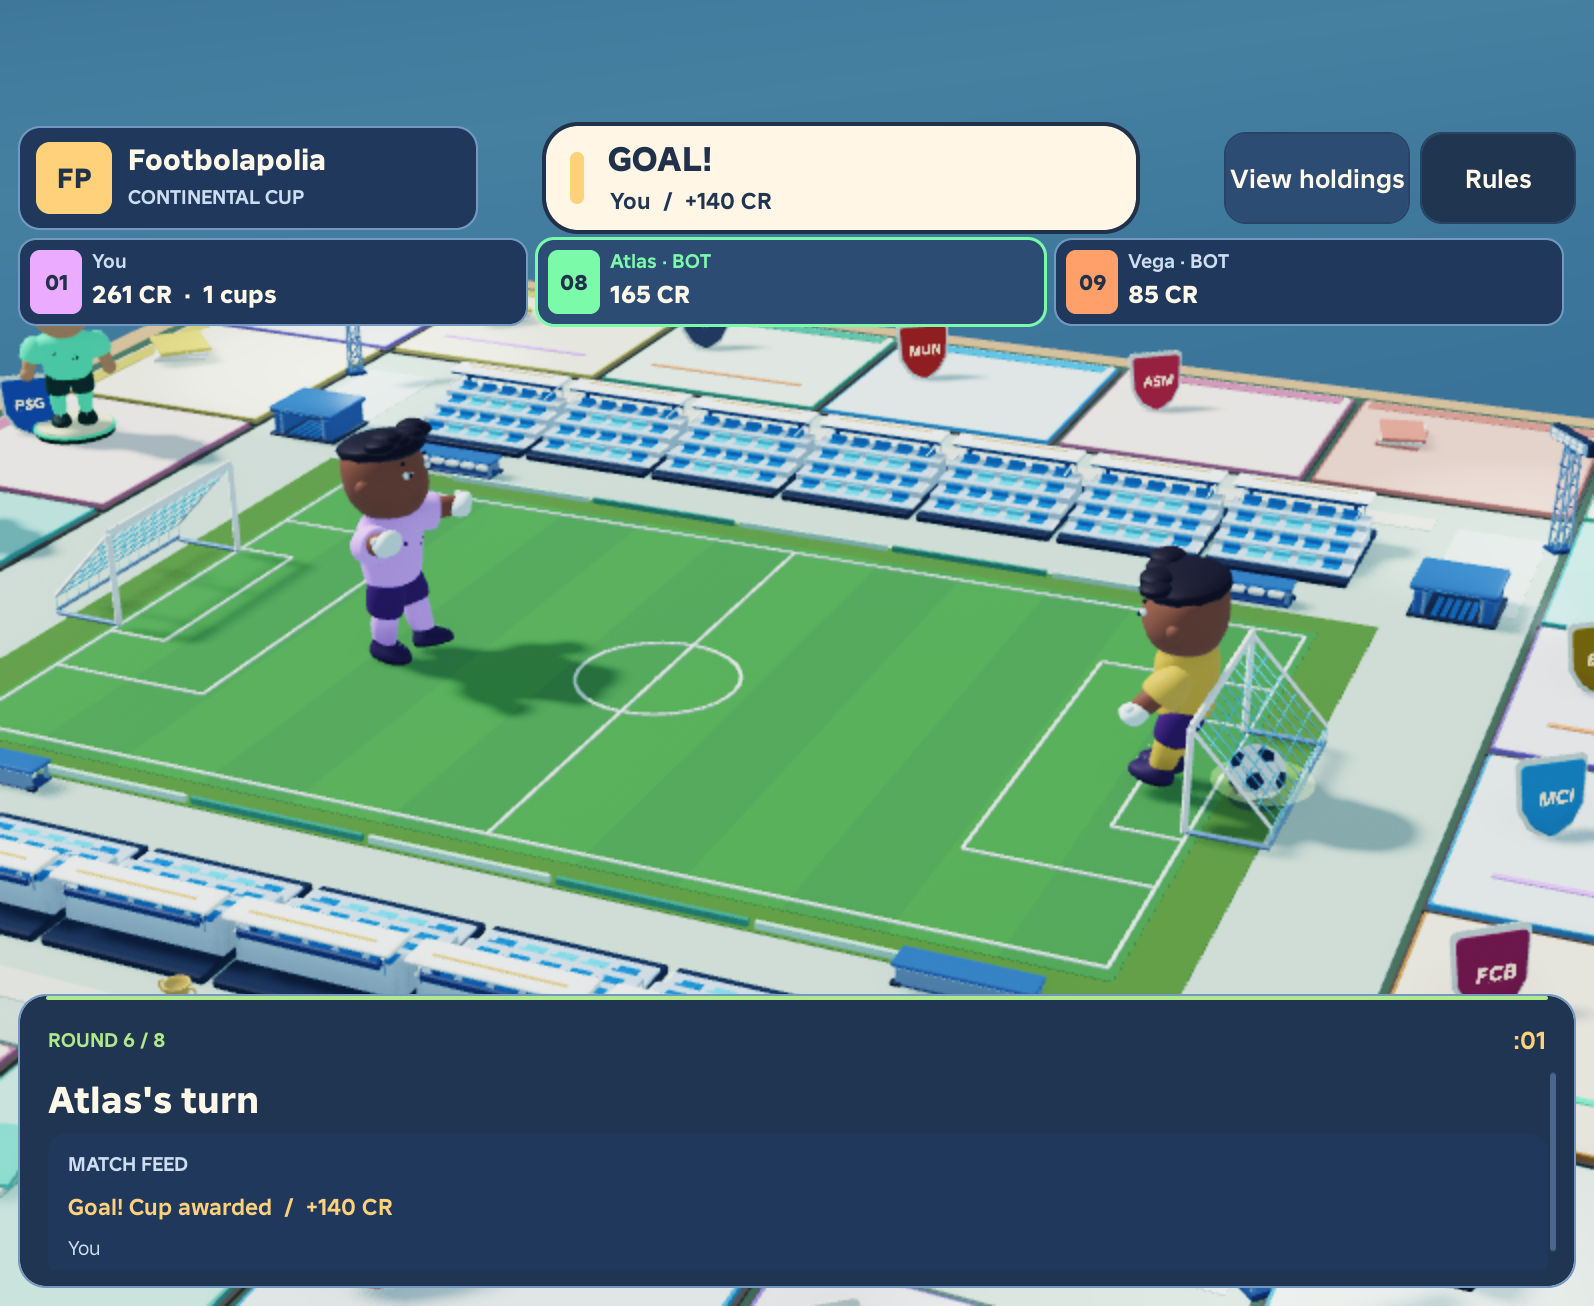 FP
Footbolapolia
CONTINENTAL CUP
GOAL!
You / +140 CR
View holdings
Rules
01
You
261 CR · 1 cups
08
Atlas · BOT
165 CR
09
Vega · BOT
85 CR
MUN
ASM
PSG
MCI
FCB
ROUND 6 / 8
:01
Atlas's turn
MATCH FEED
Goal! Cup awarded / +140 CR
You